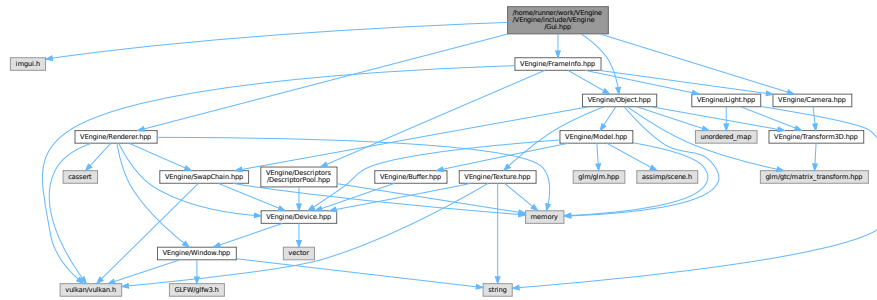 /home/runner/work/VEngine
/VEngine/include/VEngine
/Gui.hpp
imgui.h
VEngine/FrameInfo.hpp
VEngine/Object.hpp
VEngine/Light.hpp
VEngine/Camera.hpp
VEngine/Renderer.hpp
VEngine/Model.hpp
unordered_map
VEngine/Transform3D.hpp
cassert
VEngine/SwapChain.hpp
VEngine/Descriptors
/DescriptorPool.hpp
VEngine/Buffer.hpp
VEngine/Texture.hpp
glm/glm.hpp
assimp/scene.h
glm/gtc/matrix_transform.hpp
VEngine/Device.hpp
memory
VEngine/Window.hpp
vector
vulkan/vulkan.h
GLFW/glfw3.h
string